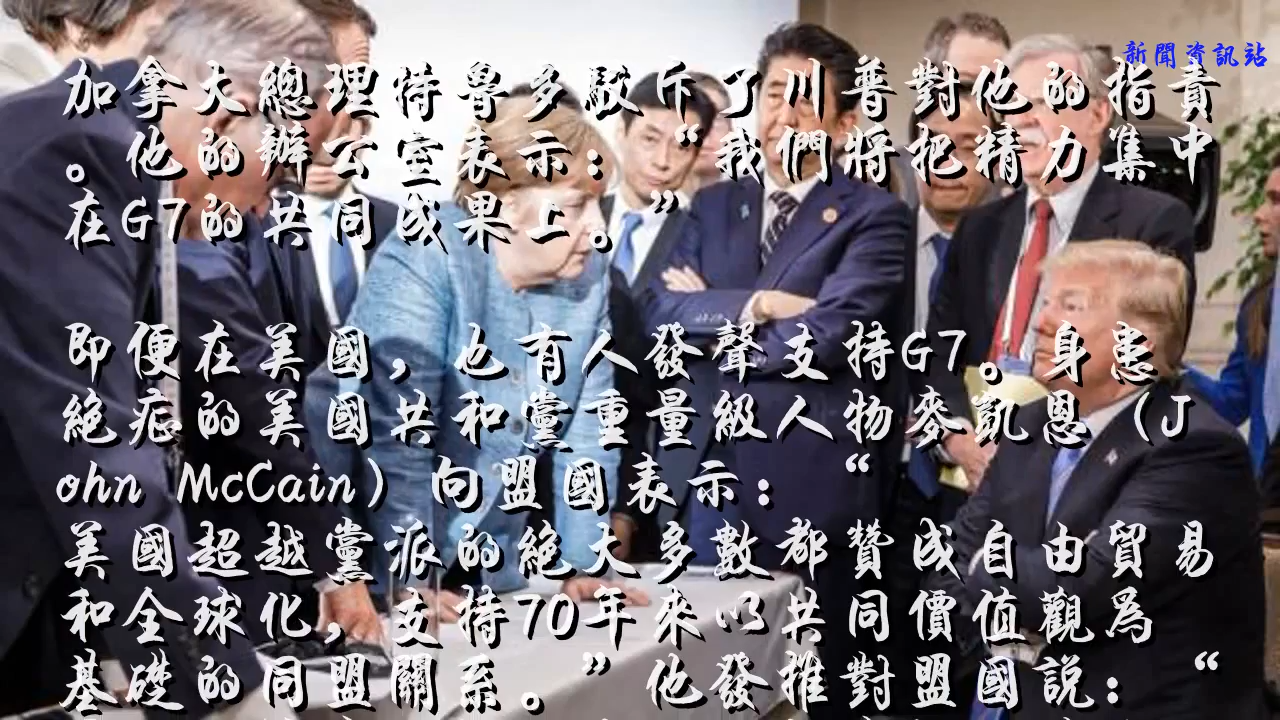 新聞資訊站
加拿大總理特魯多駁斥了川普對他的指責
。他的辦公室表示：“我們將把精力集中
在G7的共同成果上。”
即便在美國，也有人發聲支持G7。身患
絕症的美國共和黨重量級人物麥凱恩（J
ohn McCain）向盟國表示：“
美國超越黨派的絕大多數都贊成自由貿易
和全球化，支持70年來以共同價值觀爲
基礎的同盟關系。”他發推對盟國説：“